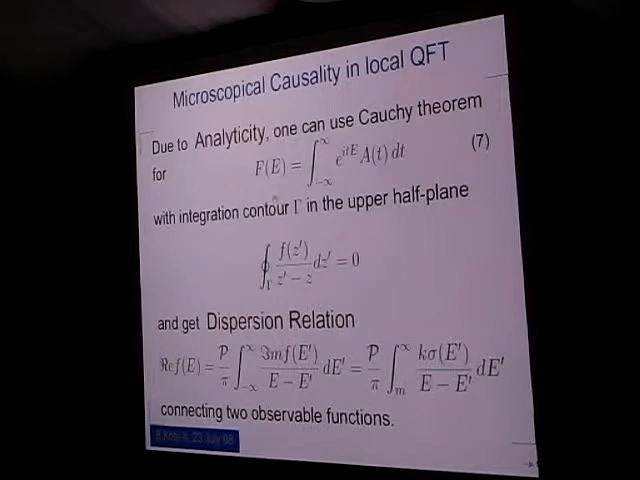 Microscopical Causality in local QFT
Due to Analyticity, one can use Cauchy theorem
for F(E) = ∫_{-∞}^{∞} e^{itE} A(t) dt (7)
with integration contour Γ in the upper half-plane
∮_Γ f(z')/(z' − z) dz' = 0
and get Dispersion Relation
ℜef(E) = P/π ∫_{-∞}^{∞} ℑmf(E')/(E − E') dE' = P/π ∫_m^∞ kσ(E')/(E − E') dE'
connecting two observable functions.
23 July 08